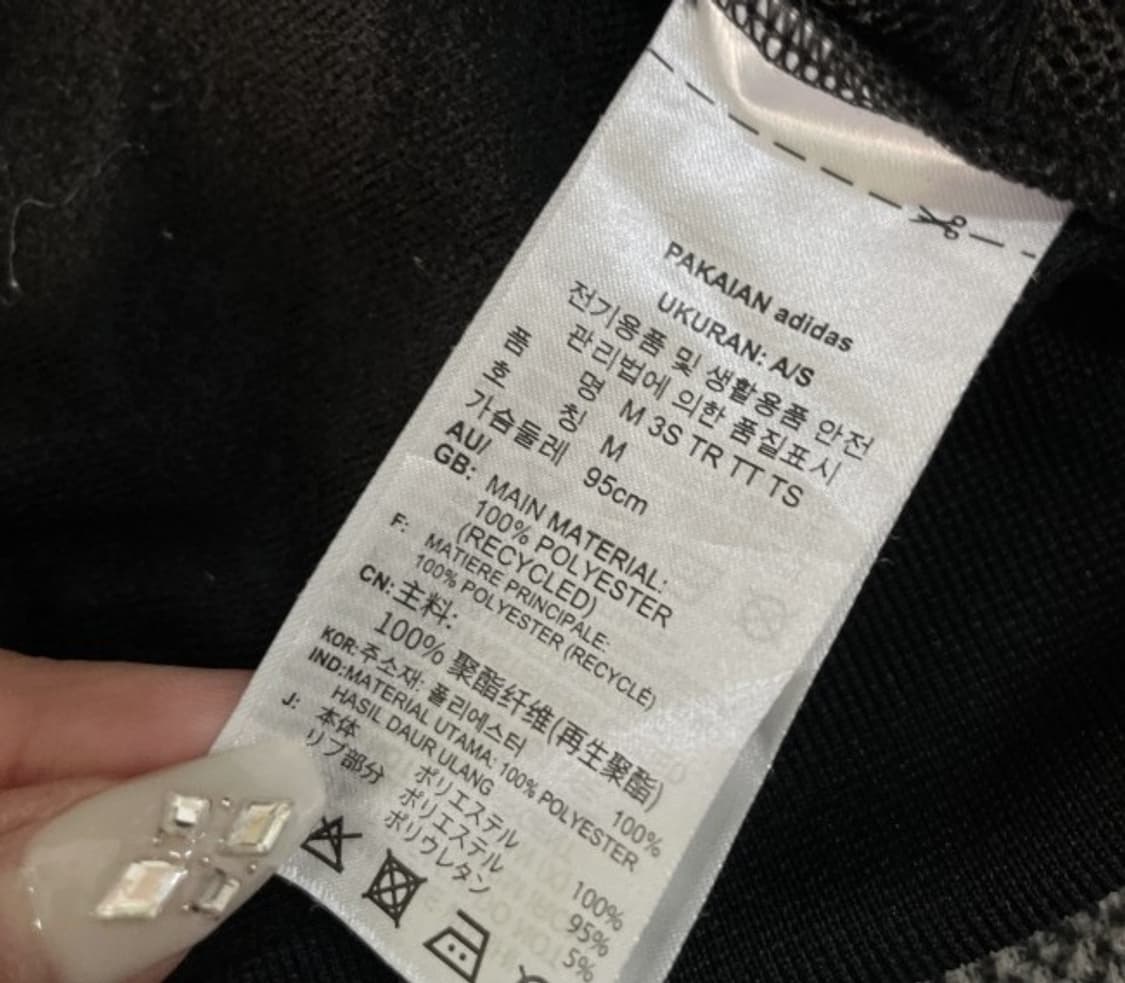 PAKAIAN adidas
UKURAN: A/S
전기용품 및 생활용품 안전
관리법에 의한 품질표시
품 명 M 3S TR TT TS
호 칭 M
가슴둘레 95cm
AU/
GB: MAIN MATERIAL:
100% POLYESTER
(RECYCLED)
F: MATIERE PRINCIPALE:
100% POLYESTER (RECYCLÉ)
CN: 主料:
100% 聚酯纤维(再生聚酯)
KOR: 주소재: 폴리에스터 100%
IND: MATERIAL UTAMA: 100% POLYESTER
HASIL DAUR ULANG
J: 本体 ポリエステル 100%
リブ部分 ポリエステル 95%
ポリウレタン 5%